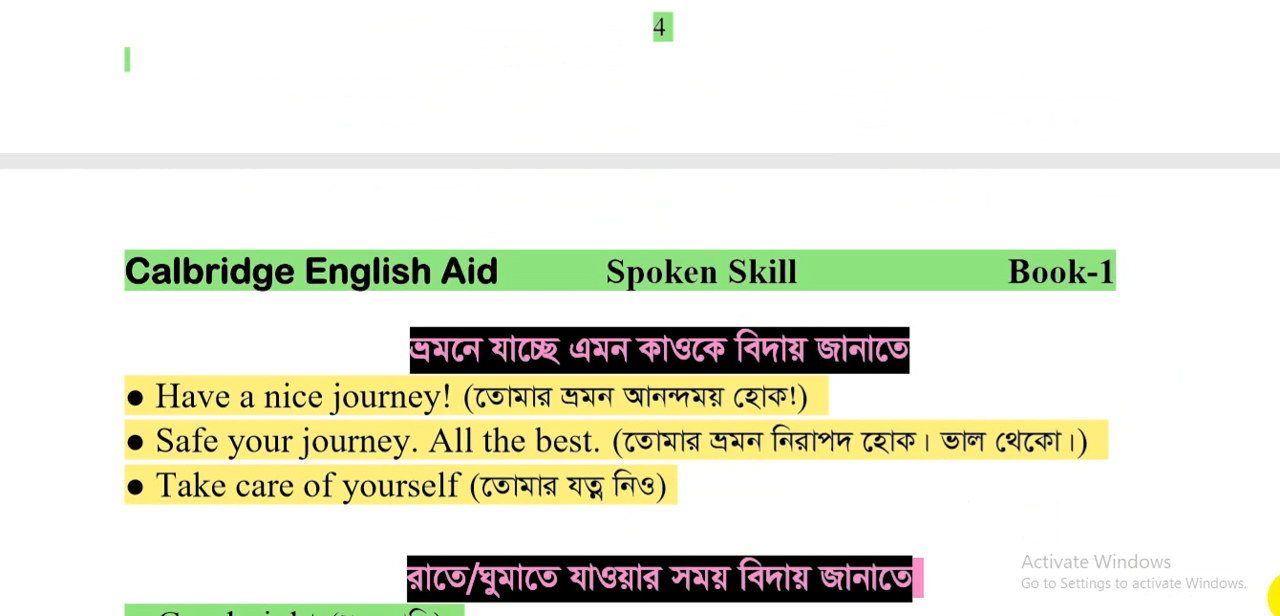 4
Calbridge English Aid Spoken Skill Book-1
ভ্রমনে যাচ্ছে এমন কাওকে বিদায় জানাতে
● Have a nice journey! (তোমার ভ্রমন আনন্দময় হোক!)
● Safe your journey. All the best. (তোমার ভ্রমন নিরাপদ হোক। ভাল থেকো।)
● Take care of yourself (তোমার যত্ন নিও)
রাতে/ঘুমাতে যাওয়ার সময় বিদায় জানাতে
Activate Windows
Go to Settings to activate Windows.